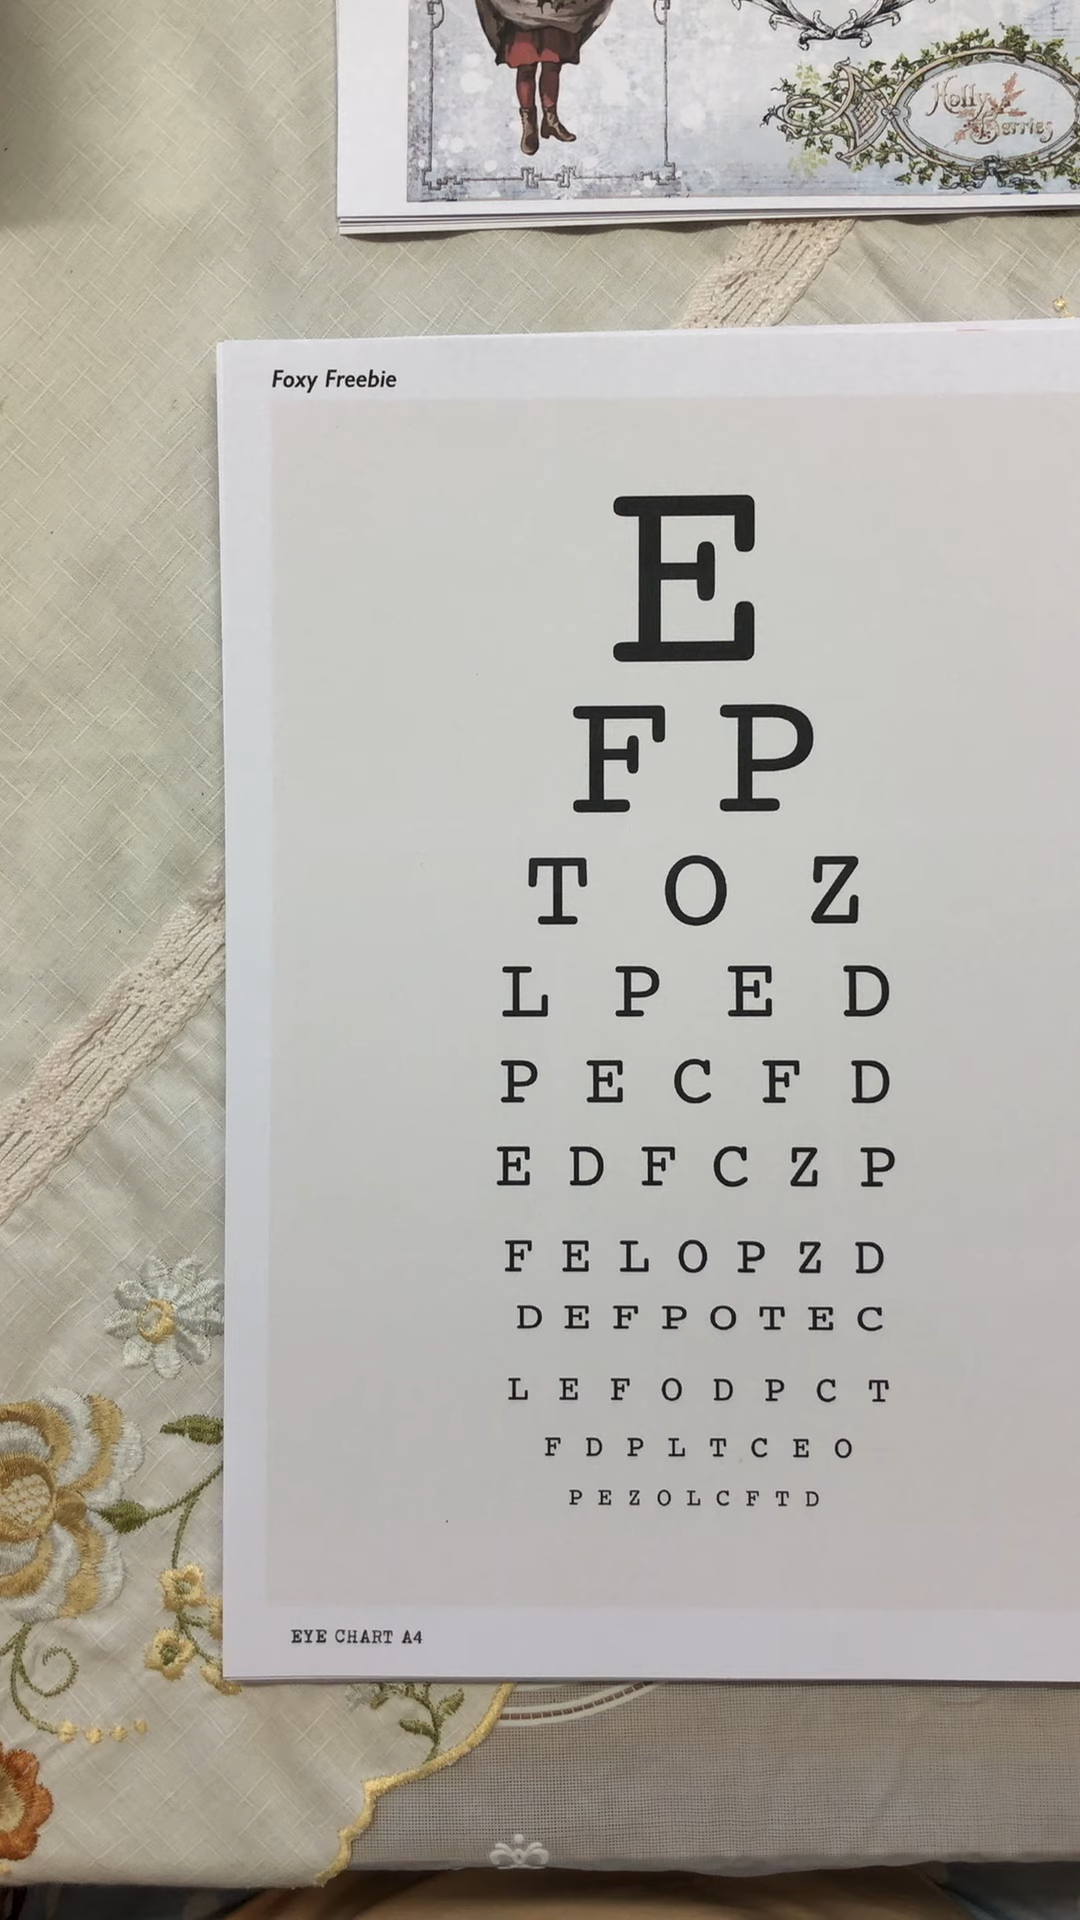 Holly
Berries
Foxy Freebie
E
F P
T O Z
L P E D
P E C F D
E D F C Z P
F E L O P Z D
D E F P O T E C
L E F O D P C T
F D P L T C E O
P E Z O L C F T D
EYE CHART A4